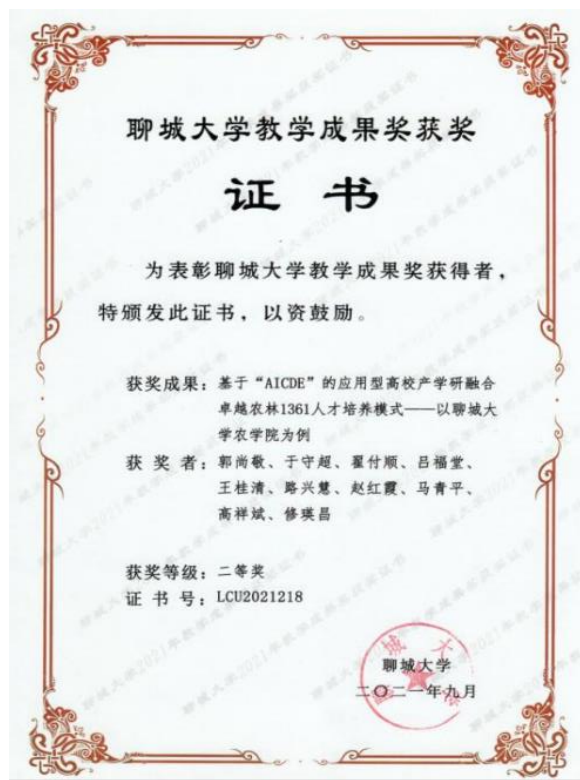 聊城大学教学成果奖获奖
证 书
为表彰聊城大学教学成果奖获得者，
特颁发此证书，以资鼓励。
获奖成果：基于“AICDE”的应用型高校产学研融合
卓越农林1361人才培养模式——以聊城大
学农学院为例
获 奖 者：郭尚敬、于守超、翟付顺、吕福堂、
王桂清、路兴慧、赵红霞、马青平、
高祥斌、修瑛昌
获奖等级：二等奖
证 书 号：LCU2021218
聊城大学
二〇二一年九月